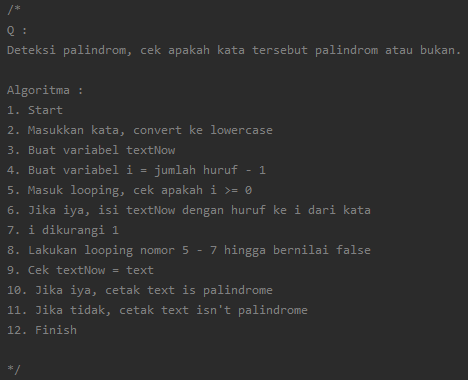 /*
Q :
Deteksi palindrom, cek apakah kata tersebut palindrom atau bukan.
Algoritma :
1. Start
2. Masukkan kata, convert ke lowercase
3. Buat variabel textNow
4. Buat variabel i = jumlah huruf - 1
5. Masuk looping, cek apakah i >= 0
6. Jika iya, isi textNow dengan huruf ke i dari kata
7. i dikurangi 1
8. Lakukan looping nomor 5 - 7 hingga bernilai false
9. Cek textNow = text
10. Jika iya, cetak text is palindrome
11. Jika tidak, cetak text isn't palindrome
12. Finish
*/